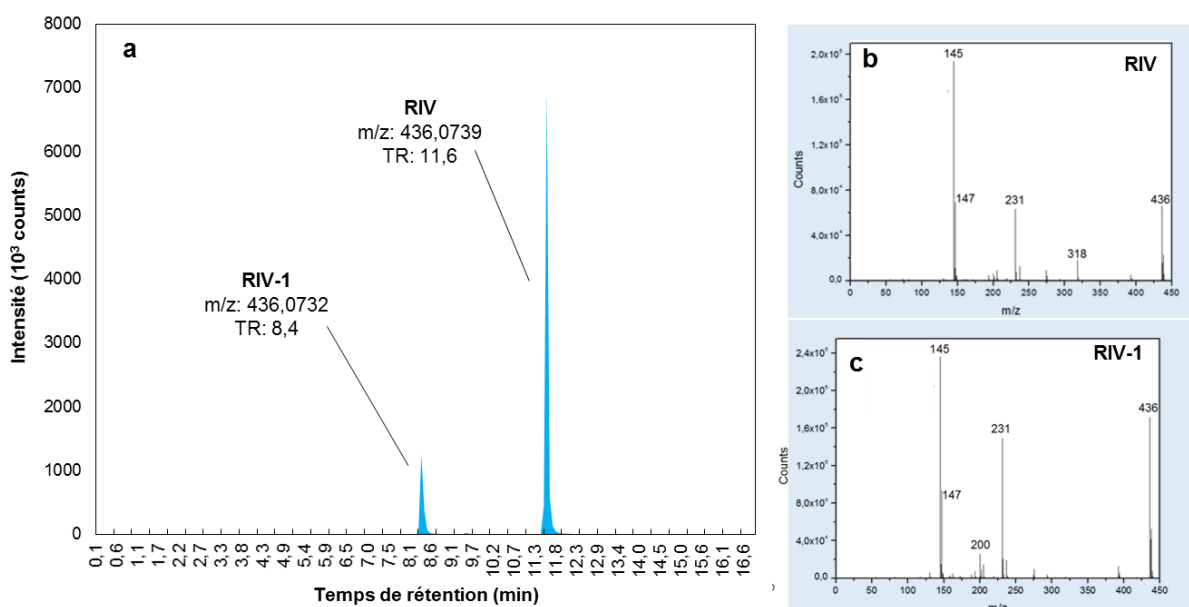 a
Intensité (10³ counts)
8000
7000
6000
5000
4000
3000
2000
1000
0
RIV
m/z: 436,0739
TR: 11,6
RIV-1
m/z: 436,0732
TR: 8,4
0,1 0,6 1,1 1,7 2,2 2,7 3,3 3,8 4,3 4,9 5,4 5,9 6,5 7,0 7,5 8,1 8,6 9,1 9,7 10,2 10,7 11,3 11,8 12,3 12,9 13,4 14,0 14,5 15,0 15,6 16,1 16,6
Temps de rétention (min)
b
RIV
Counts
2,0x10⁵
1,6x10⁵
1,2x10⁵
8,0x10⁴
4,0x10⁴
0,0
145
147
231
318
436
0 50 100 150 200 250 300 350 400 450
m/z
c
RIV-1
Counts
2,4x10⁵
1,6x10⁵
1,2x10⁵
8,0x10⁴
4,0x10⁴
0,0
145
147
200
231
436
0 50 100 150 200 250 300 350 400 450
m/z